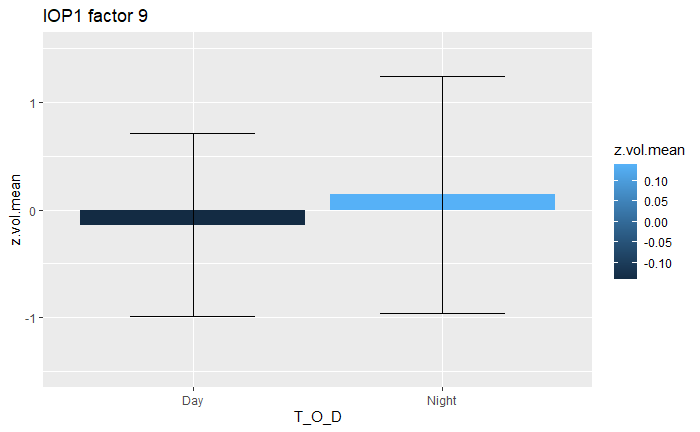 IOP1 factor 9
z.vol.mean
1
0
-1
Day
Night
T_O_D
z.vol.mean
0.10
0.05
0.00
-0.05
-0.10